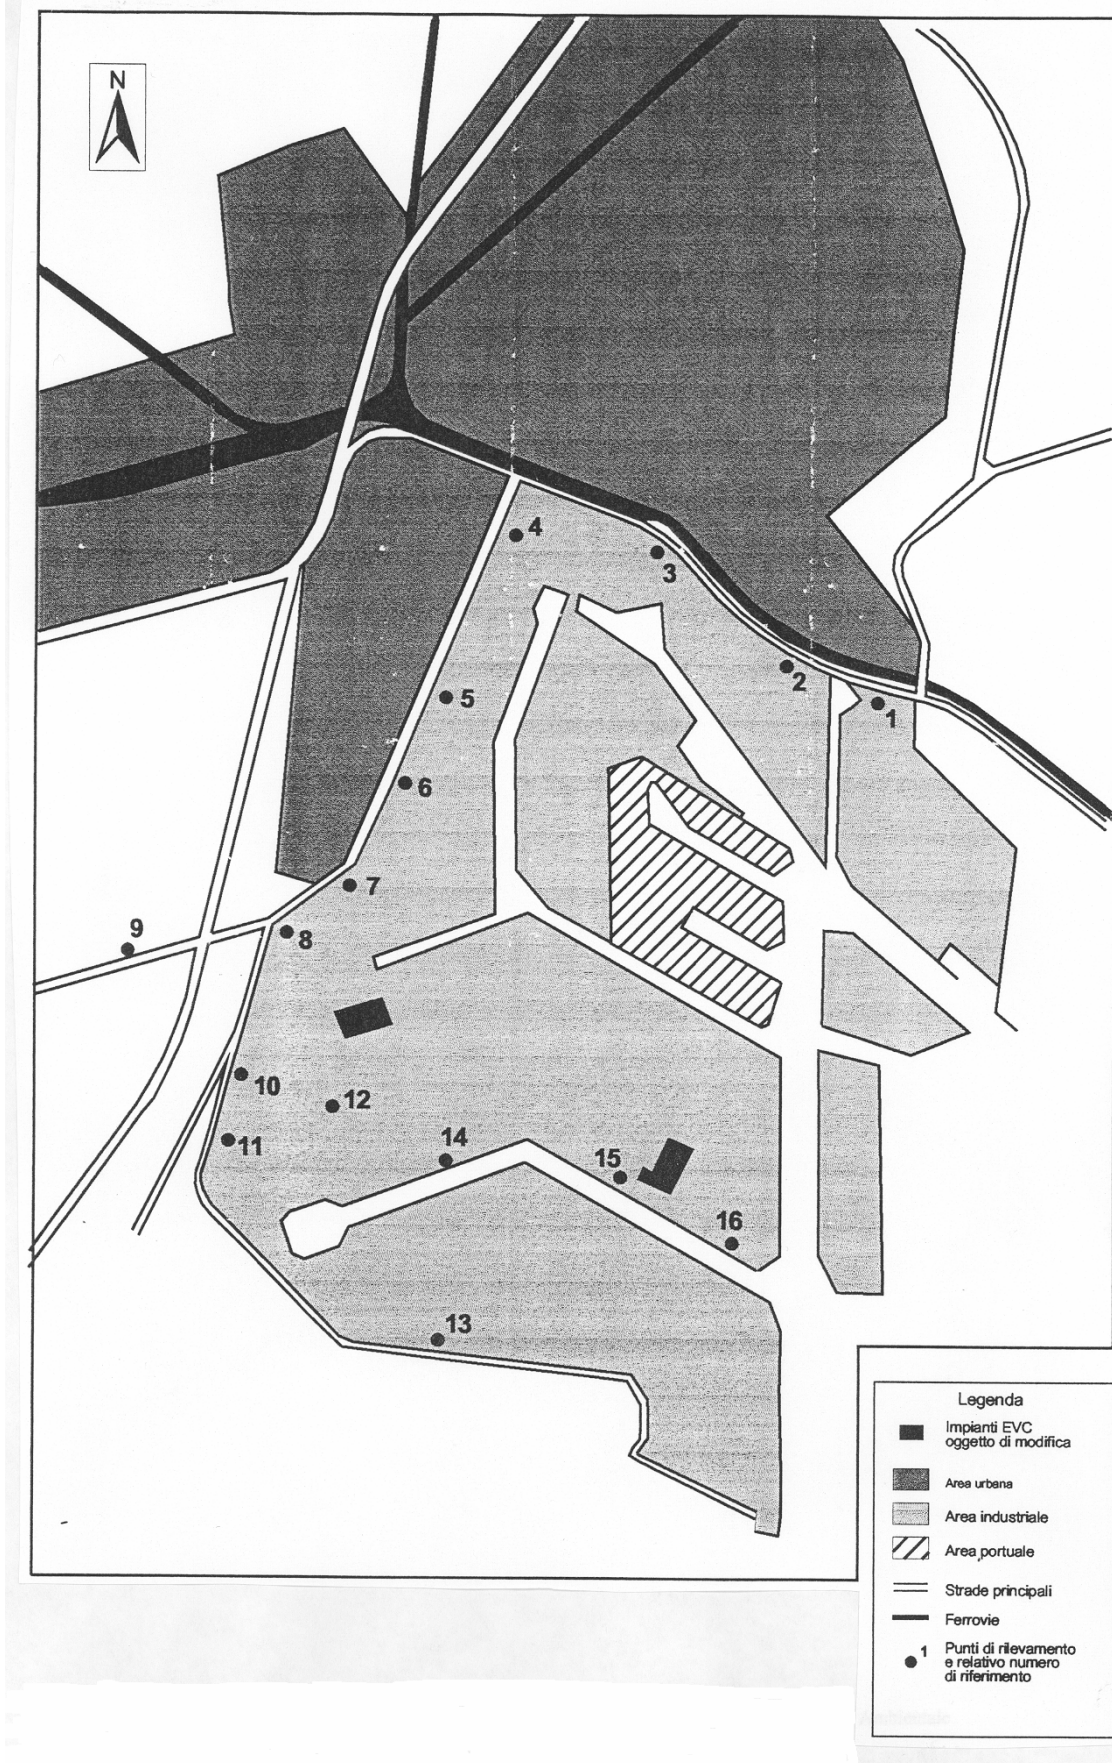 N
4
3
2
1
5
6
7
9
8
10
12
11
14
15
16
13
Legenda
Impianti EVC
oggetto di modifica
Area urbana
Area industriale
Area portuale
Strade principali
Ferrovie
1
Punti di rilevamento
e relativo numero
di riferimento